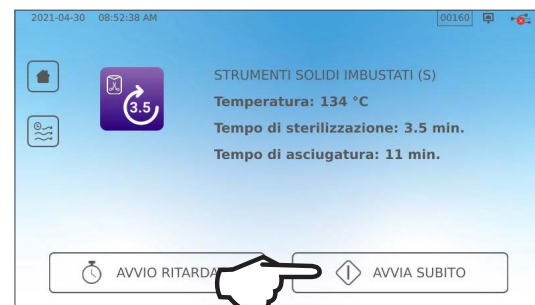 2021-04-30 08:52:38 AM 00160
3.5
STRUMENTI SOLIDI IMBUSTATI (S)
Temperatura: 134 °C
Tempo di sterilizzazione: 3.5 min.
Tempo di asciugatura: 11 min.
AVVIO RITARDA AVVIA SUBITO